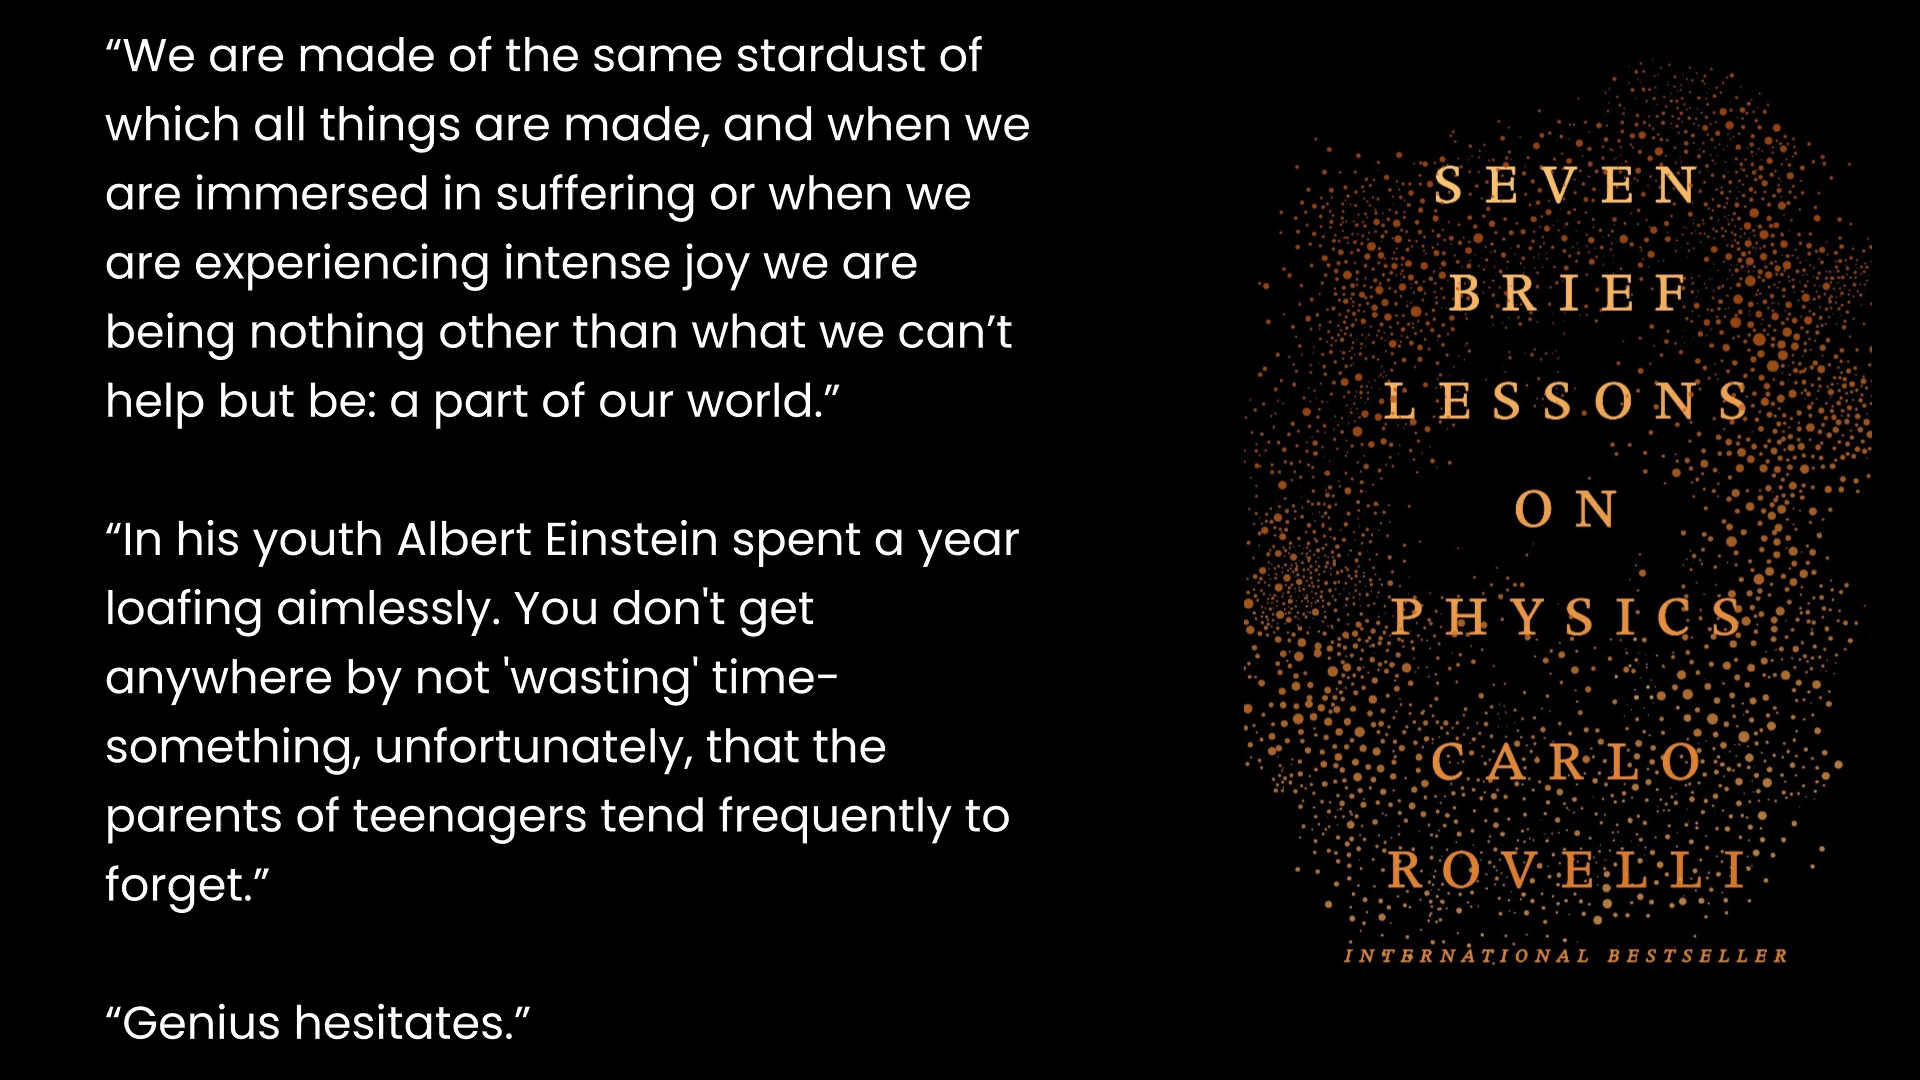 “We are made of the same stardust of
which all things are made, and when we
are immersed in suffering or when we
are experiencing intense joy we are
being nothing other than what we can’t
help but be: a part of our world.”
“In his youth Albert Einstein spent a year
loafing aimlessly. You don't get
anywhere by not 'wasting' time-
something, unfortunately, that the
parents of teenagers tend frequently to
forget.”
“Genius hesitates.”
SEVEN
BRIEF
LESSONS
ON
PHYSICS
CARLO
ROVELLI
INTERNATIONAL BESTSELLER